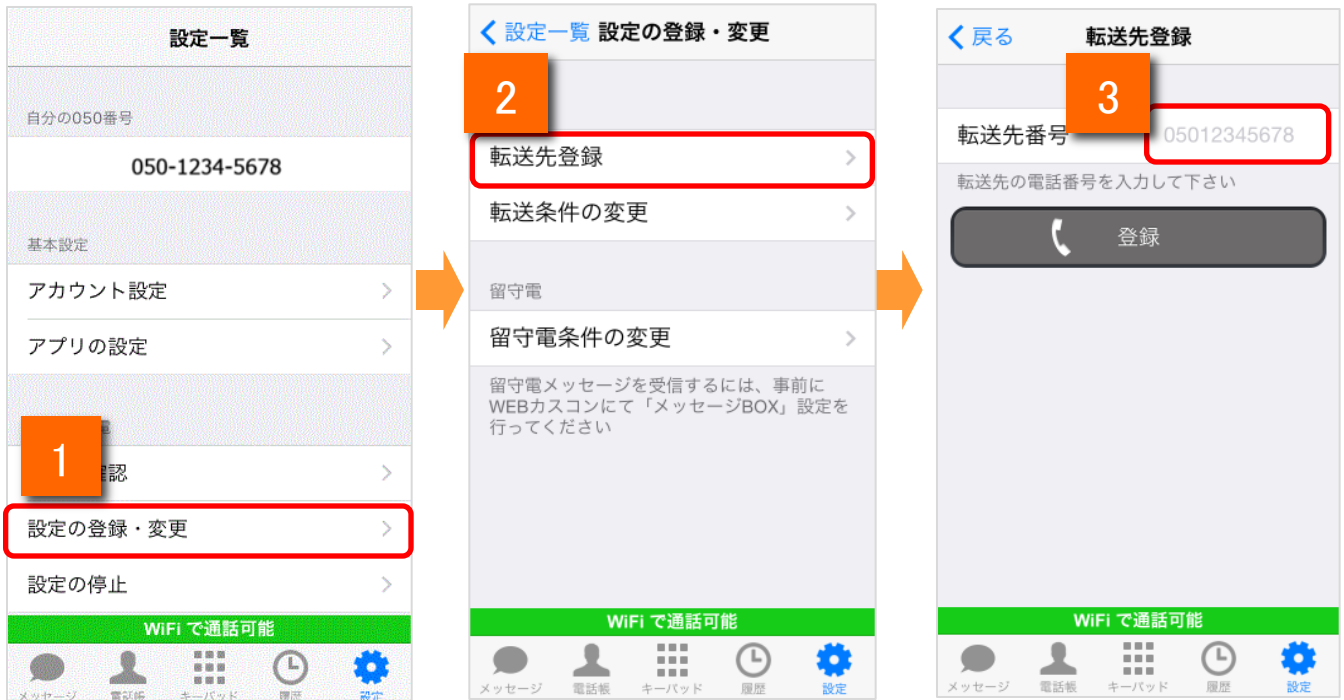 設定一覧
自分の050番号
050-1234-5678
基本設定
アカウント設定
アプリの設定
1
認
設定の登録・変更
設定の停止
WiFi で通話可能
メッセージ 電話帳 キーパッド 履歴 設定
設定一覧 設定の登録・変更
2
転送先登録
転送条件の変更
留守電
留守電条件の変更
留守電メッセージを受信するには、事前に
WEBカスコンにて「メッセージBOX」設定を
行ってください
WiFi で通話可能
メッセージ 電話帳 キーパッド 履歴 設定
戻る 転送先登録
3
転送先番号 05012345678
転送先の電話番号を入力して下さい
登録
WiFi で通話可能
メッセージ 電話帳 キーパッド 履歴 設定